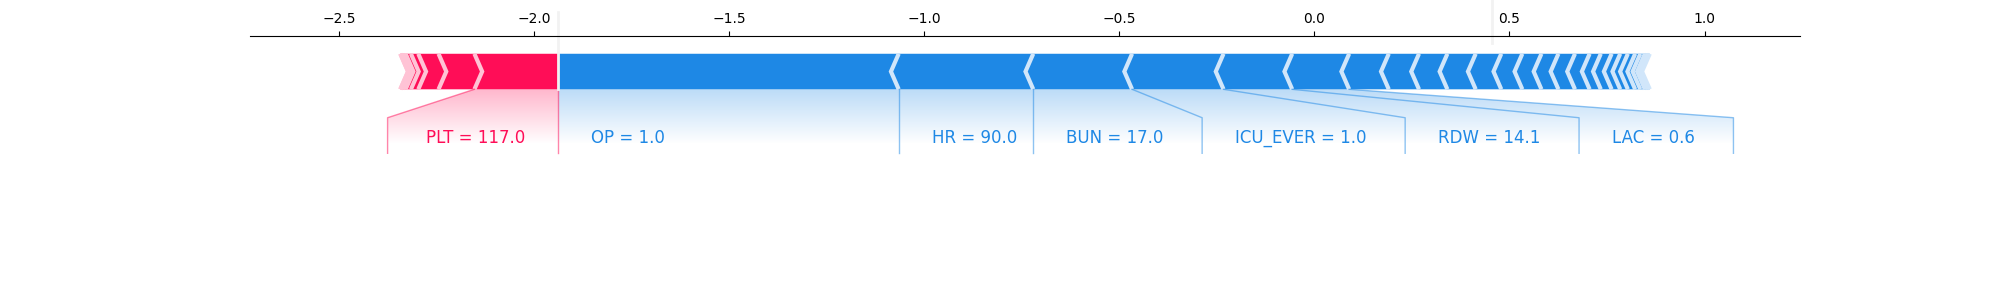 −2.5 −2.0 −1.5 −1.0 −0.5 0.0 0.5 1.0
PLT = 117.0 OP = 1.0 HR = 90.0 BUN = 17.0 ICU_EVER = 1.0 RDW = 14.1 LAC = 0.6